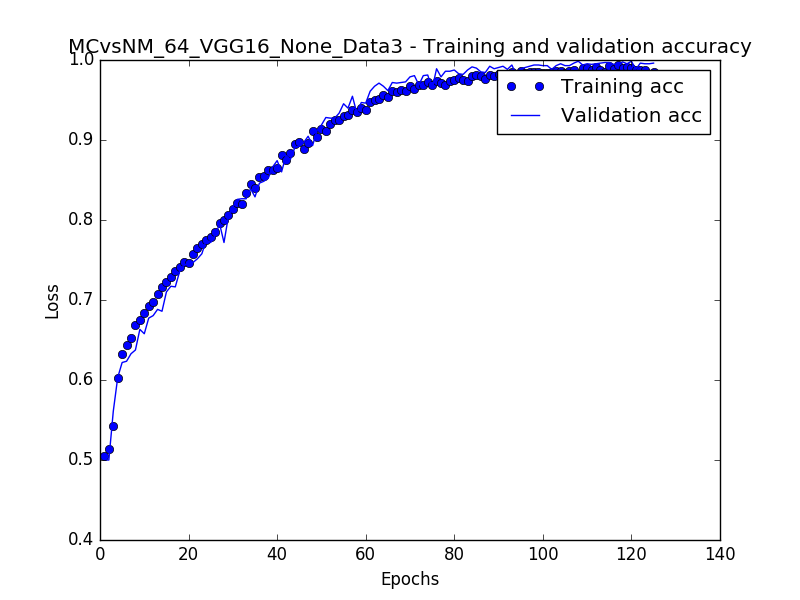 MCvsNM_64_VGG16_None_Data3 - Training and validation accuracy
1.0
0.9
0.8
0.7
0.6
0.5
0.4
Loss
Training acc
Validation acc
0 20 40 60 80 100 120 140
Epochs